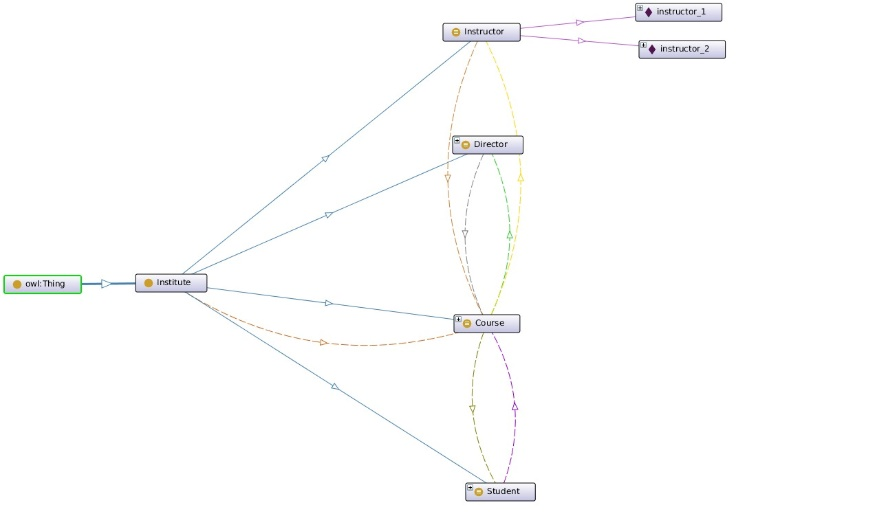 instructor_1
Instructor
instructor_2
Director
owl:Thing
Institute
Course
Student